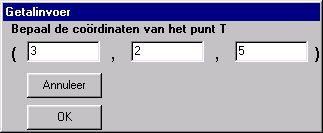 Getalinvoer
Bepaal de coördinaten van het punt T
( 3 , 2 , 5 )
Annuleer
OK